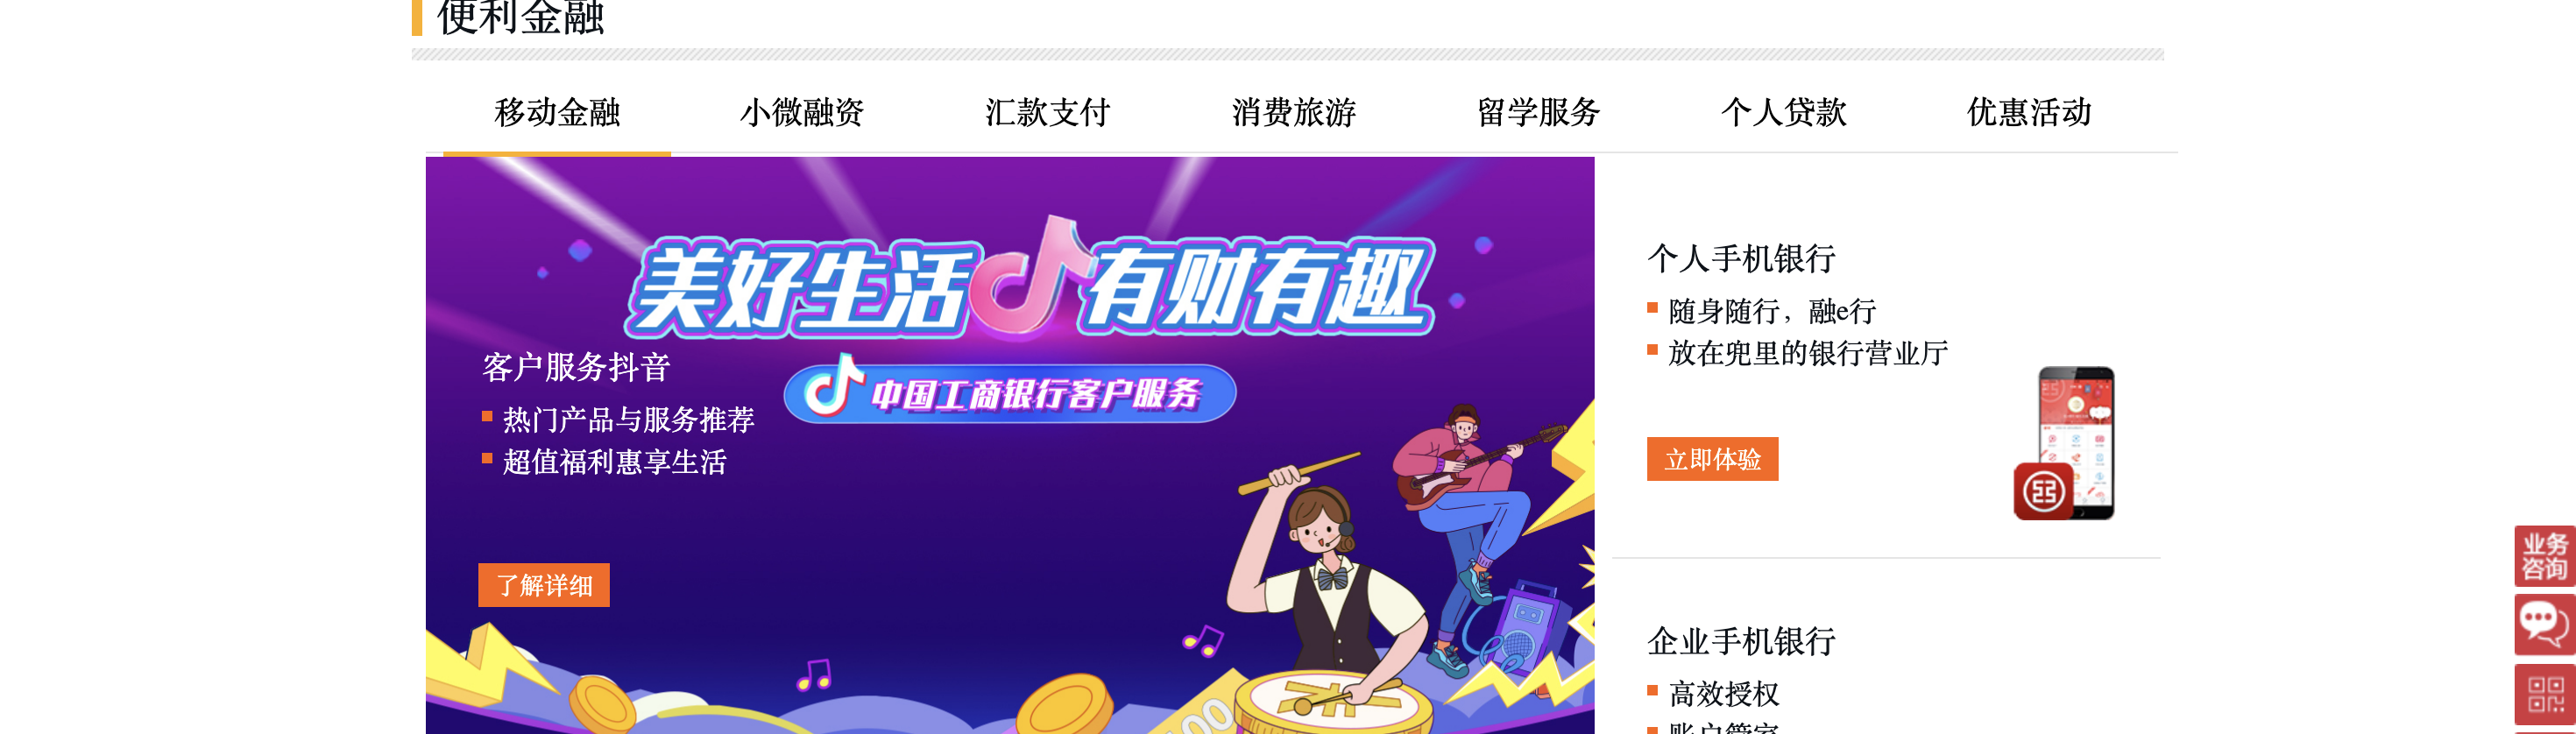 便利金融
移动金融 小微融资 汇款支付 消费旅游 留学服务 个人贷款 优惠活动
美好生活 有财有趣
中国工商银行客户服务
客户服务抖音
热门产品与服务推荐
超值福利惠享生活
了解详细
100
个人手机银行
随身随行，融e行
放在兜里的银行营业厅
立即体验
企业手机银行
高效授权
账户管家
业务
咨询